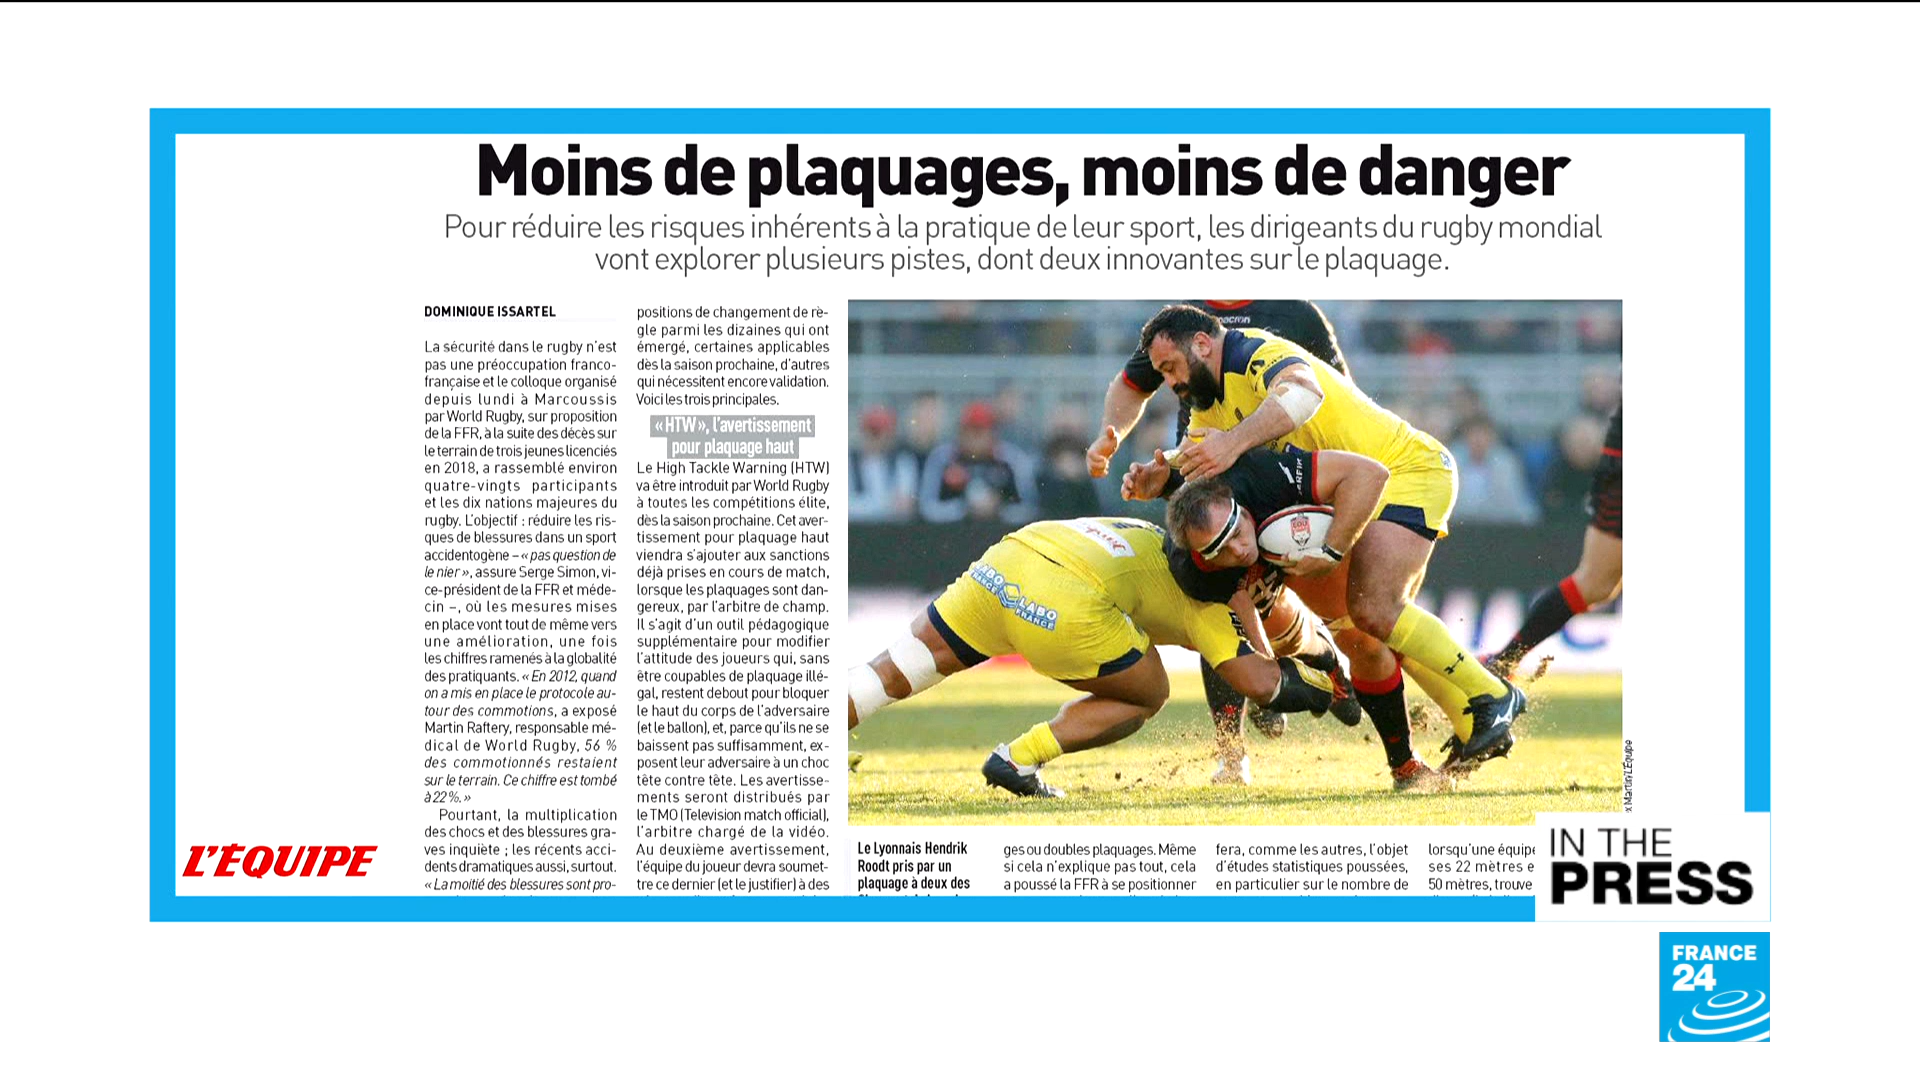 Moins de plaquages, moins de danger
Pour réduire les risques inhérents à la pratique de leur sport, les dirigeants du rugby mondial
vont explorer plusieurs pistes, dont deux innovantes sur le plaquage.
DOMINIQUE ISSARTEL
La sécurité dans le rugby n'est
pas une préoccupation franco-
française et le colloque organisé
depuis lundi à Marcoussis
par World Rugby, sur proposition
de la FFR, à la suite des décès sur
le terrain de trois jeunes licenciés
en 2018, a rassemblé environ
quatre-vingts participants
et les dix nations majeures du
rugby. L'objectif : réduire les ris-
ques de blessures dans un sport
accidentogène – « pas question de
le nier », assure Serge Simon, vi-
ce-président de la FFR et méde-
cin –, où les mesures mises
en place vont tout de même vers
une amélioration, une fois
les chiffres ramenés à la globalité
des pratiquants. « En 2012, quand
on a mis en place le protocole au-
tour des commotions, a exposé
Martin Raftery, responsable mé-
dical de World Rugby, 56 %
des commotionnés restaient
sur le terrain. Ce chiffre est tombé
à 22 %. »
Pourtant, la multiplication
des chocs et des blessures gra-
ves inquiète ; les récents acci-
dents dramatiques aussi, surtout.
« La moitié des blessures sont pro-
positions de changement de rè-
gle parmi les dizaines qui ont
émergé, certaines applicables
dès la saison prochaine, d'autres
qui nécessitent encore validation.
Voici les trois principales.
« HTW », l'avertissement
pour plaquage haut
Le High Tackle Warning (HTW)
va être introduit par World Rugby
à toutes les compétitions élite,
dès la saison prochaine. Cet aver-
tissement pour plaquage haut
viendra s'ajouter aux sanctions
déjà prises en cours de match,
lorsque les plaquages sont dan-
gereux, par l'arbitre de champ.
Il s'agit d'un outil pédagogique
supplémentaire pour modifier
l'attitude des joueurs qui, sans
être coupables de plaquage illé-
gal, restent debout pour bloquer
le haut du corps de l'adversaire
(et le ballon), et, parce qu'ils ne se
baissent pas suffisamment, ex-
posent leur adversaire à un choc
tête contre tête. Les avertisse-
ments seront distribués par
le TMO (Television match official),
l'arbitre chargé de la vidéo.
Au deuxième avertissement,
l'équipe du joueur devra soumet-
tre ce dernier (et le justifier) à des
macron
LABO
FRANCE
LABO
FRANCE
x Martin/L'Équipe
Le Lyonnais Hendrik
Roodt pris par un
plaquage à deux des
ges ou doubles plaquages. Même
si cela n'explique pas tout, cela
a poussé la FFR à se positionner
fera, comme les autres, l'objet
d'études statistiques poussées,
en particulier sur le nombre de
lorsqu'une équipe
ses 22 mètres e
50 mètres, trouve
L'ÉQUIPE
IN THE
PRESS
FRANCE
24